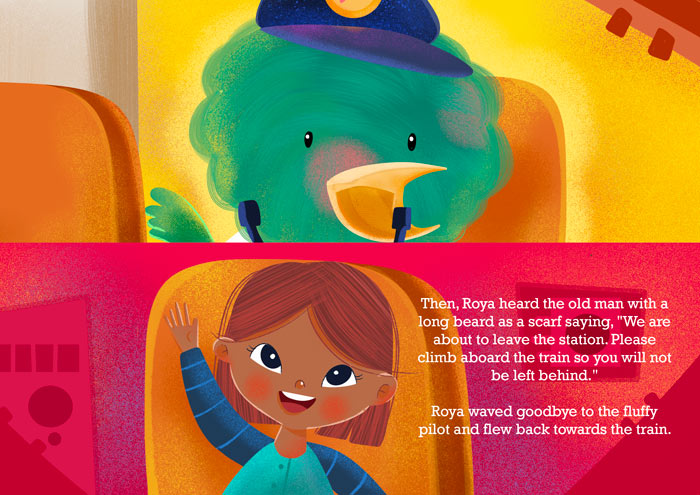 Then, Roya heard the old man with a
long beard as a scarf saying, "We are
about to leave the station. Please
climb aboard the train so you will not
be left behind."
Roya waved goodbye to the fluffy
pilot and flew back towards the train.